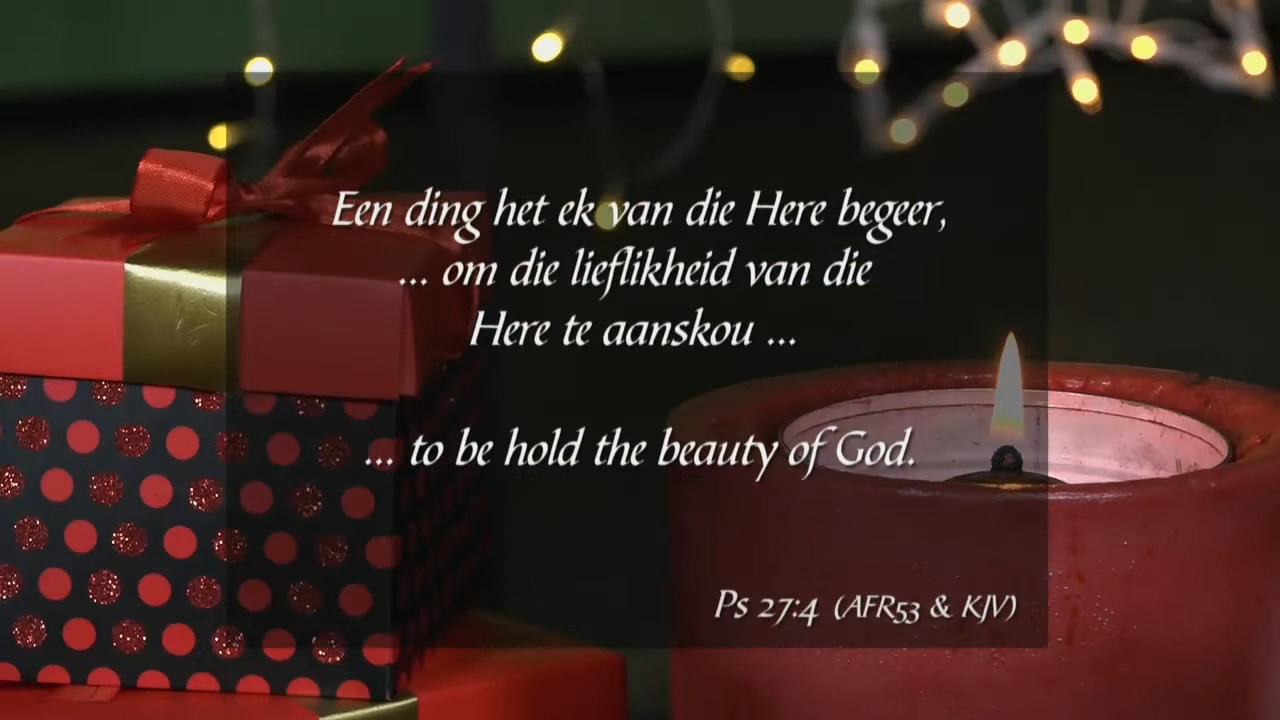 Een ding het ek van die Here begeer,
... om die lieflikheid van die
Here te aanskou ...
... to be hold the beauty of God.
Ps 27:4 (AFR53 & KJV)